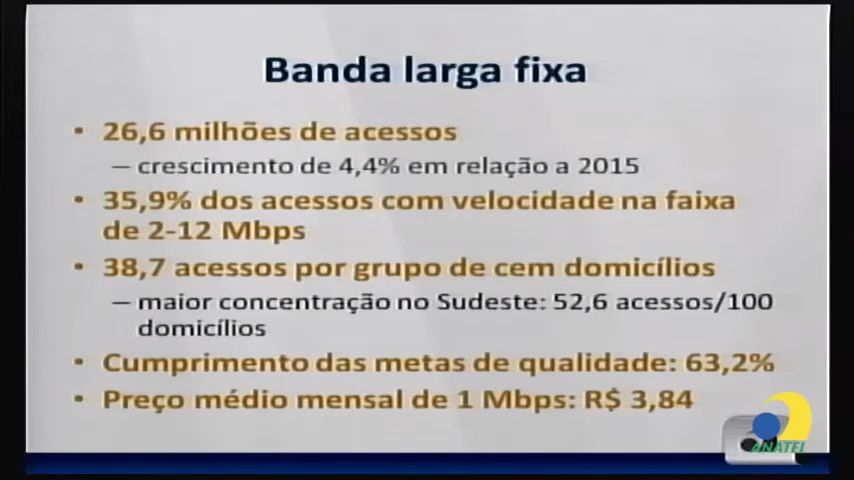 Banda larga fixa
• 26,6 milhões de acessos
– crescimento de 4,4% em relação a 2015
• 35,9% dos acessos com velocidade na faixa
de 2-12 Mbps
• 38,7 acessos por grupo de cem domicílios
– maior concentração no Sudeste: 52,6 acessos/100
domicílios
• Cumprimento das metas de qualidade: 63,2%
• Preço médio mensal de 1 Mbps: R$ 3,84
ANATEL